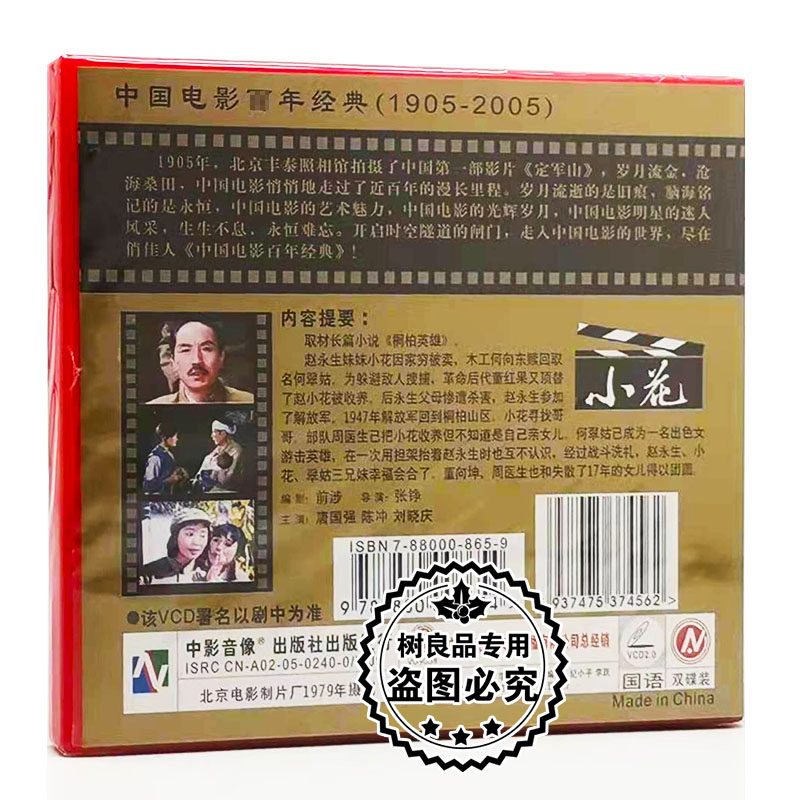 中国电影百年经典(1905-2005)
1905年，北京丰泰照相馆拍摄了中国第一部影片《定军山》，岁月流金，沧
海桑田，中国电影悄悄地走过了近百年的漫长里程。岁月流逝的是旧痕，脑海铭
记的是永恒，中国电影的艺术魅力，中国电影的光辉岁月，中国电影明星的迷人
风采，生生不息，永恒难忘。开启时空隧道的闸门，走入中国电影的世界，尽在
俏佳人《中国电影百年经典》！
内容提要：
取材长篇小说《桐柏英雄》。
赵永生妹妹小花因家穷被卖，木工何向东赎回取
名何翠姑，为躲避敌人搜捕，革命后代董红果又顶替
了赵小花被收养。后永生父母惨遭杀害，赵永生参加
了解放军，1947年解放军回到桐柏山区，小花寻找哥
哥。部队周医生已把小花收养但不知道是自己亲女儿，何翠姑已成为一名出色女
游击英雄，在一次用担架抬着赵永生时也互不认识，经过战斗洗礼，赵永生、小
花、翠姑三兄妹幸福会合了。董向坤，周医生也和失散了17年的女儿得以团圆。
小花
编剧：前涉 导演：张铮
主演：唐国强 陈冲 刘晓庆
ISBN7-88000-865-9
937475374562
●该VCD署名以剧中为准
中影音像® 出版社出版
ISRC CN-A02-05-0240-0/
公司总经销
北京电影制片厂1979年摄
纪小平 李跃
VCD2.0
国语
双碟装
Made in China
树良品专用
盗图必究